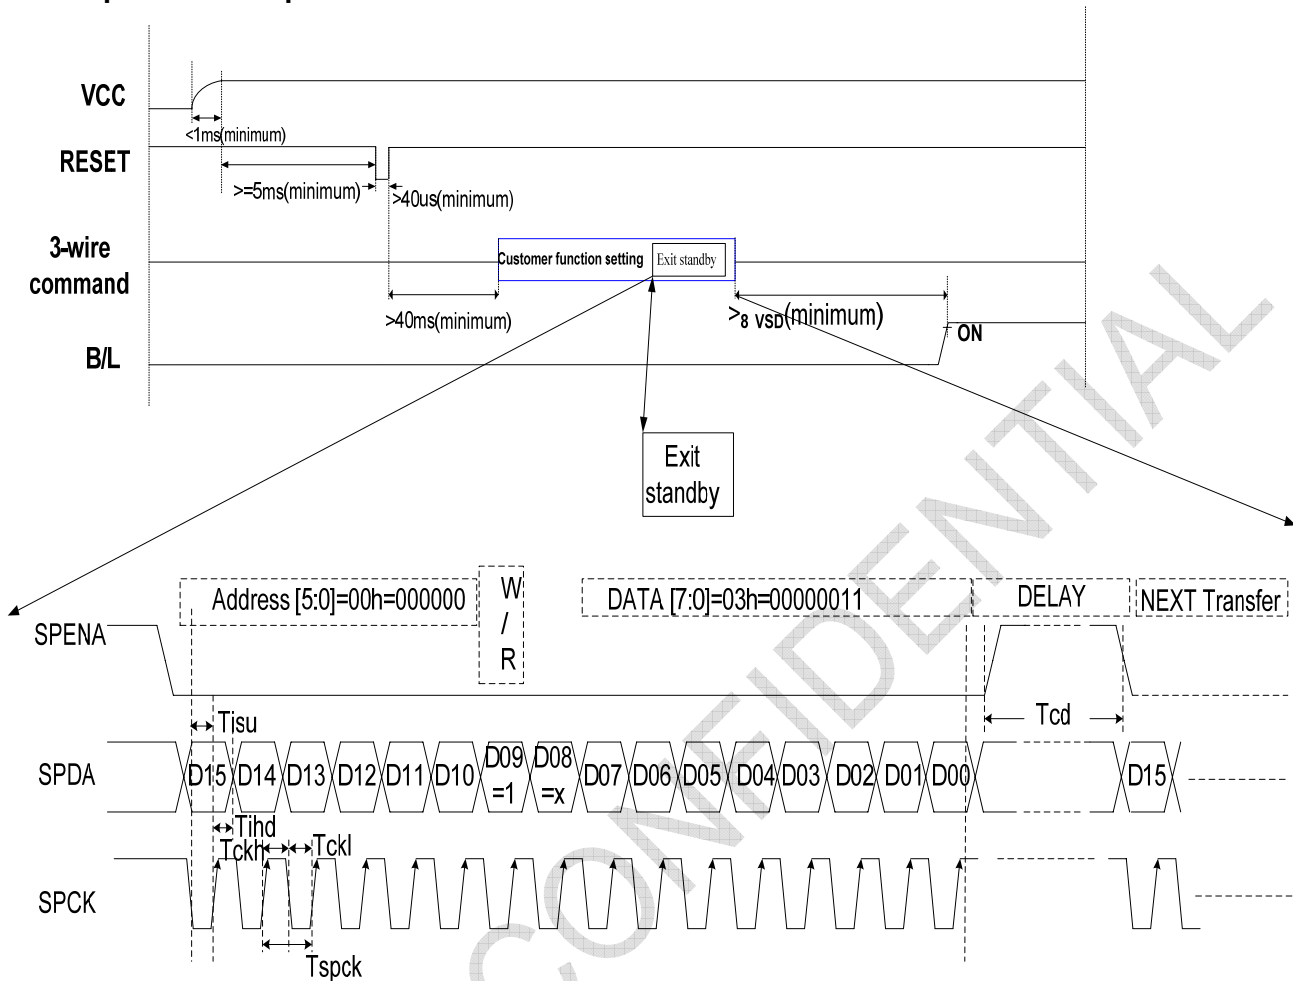 VCC
<1ms(minimum)
RESET
>=5ms(minimum)
>40us(minimum)
3-wire
command
Customer function setting
Exit standby
>40ms(minimum)
>8 VSD(minimum)
ON
B/L
Exit
standby
Address [5:0]=00h=000000
W
/
R
DATA [7:0]=03h=00000011
DELAY
NEXT Transfer
SPENA
Tisu
Tcd
SPDA
D15
D14
D13
D12
D11
D10
D09
=1
D08
=x
D07
D06
D05
D04
D03
D02
D01
D00
D15
Tihd
Tckh
Tckl
SPCK
Tspck
CONFIDENTIAL